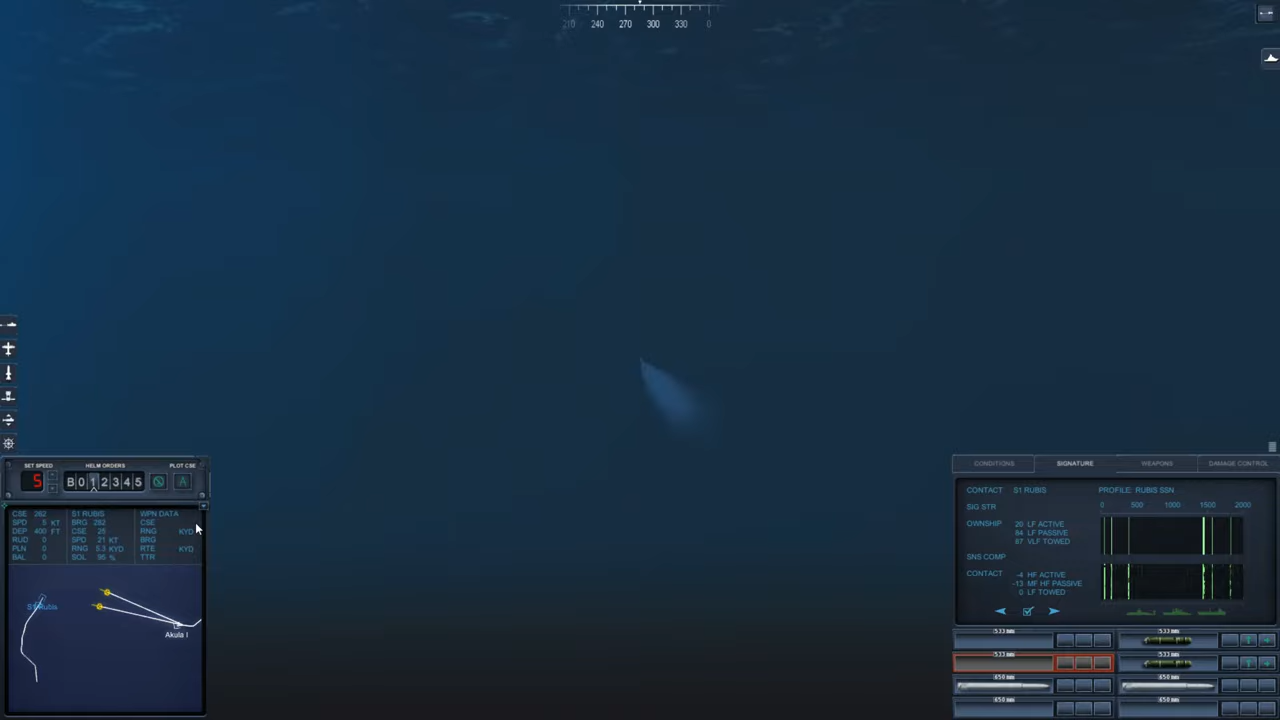 210 240 270 300 330 0
SET SPEED HELM ORDERS PLOT CSE
5 B 0 1 2 3 4 5 A
CSE 282 S1 RUBIS WPN DATA
SPD 5 KT BRG 282 CSE
DEP 400 FT CSE 25 RNG KYD
RUD 0 SPD 21 KT BRG
PLN 0 RNG 5.3 KYD RTE KYD
BAL 0 SOL 95 % TTR
S1 Rubis
Akula I
CONDITIONS SIGNATURE WEAPONS DAMAGE CONTROL
CONTACT S1 RUBIS PROFILE: RUBIS SSN
SIG STR 0 500 1000 1500 2000
OWNSHIP 20 LF ACTIVE
84 LF PASSIVE
87 VLF TOWED
SNS COMP
CONTACT -4 HF ACTIVE
-13 MF HF PASSIVE
0 LF TOWED
533 mm 533 mm
533 mm 533 mm
650 mm 650 mm
650 mm 650 mm